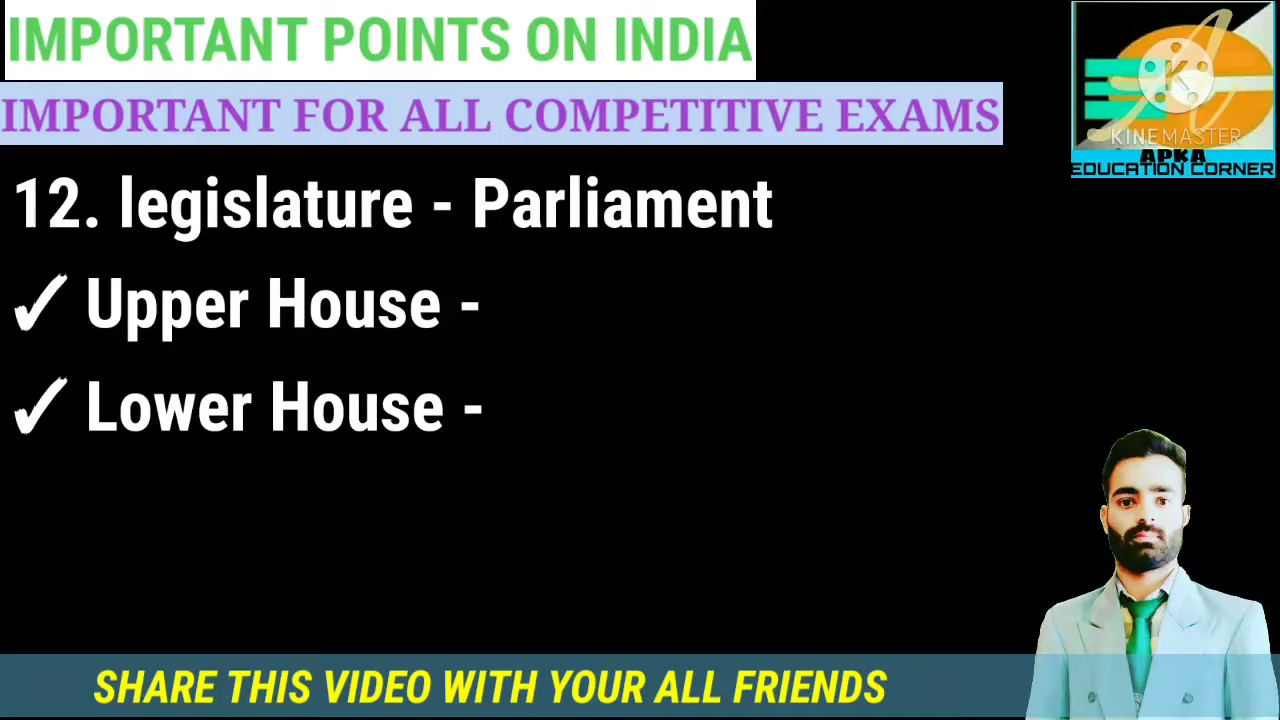 IMPORTANT POINTS ON INDIA
IMPORTANT FOR ALL COMPETITIVE EXAMS
12. legislature - Parliament
✓ Upper House -
✓ Lower House -
KINEMASTER
APKA
EDUCATION CORNER
SHARE THIS VIDEO WITH YOUR ALL FRIENDS